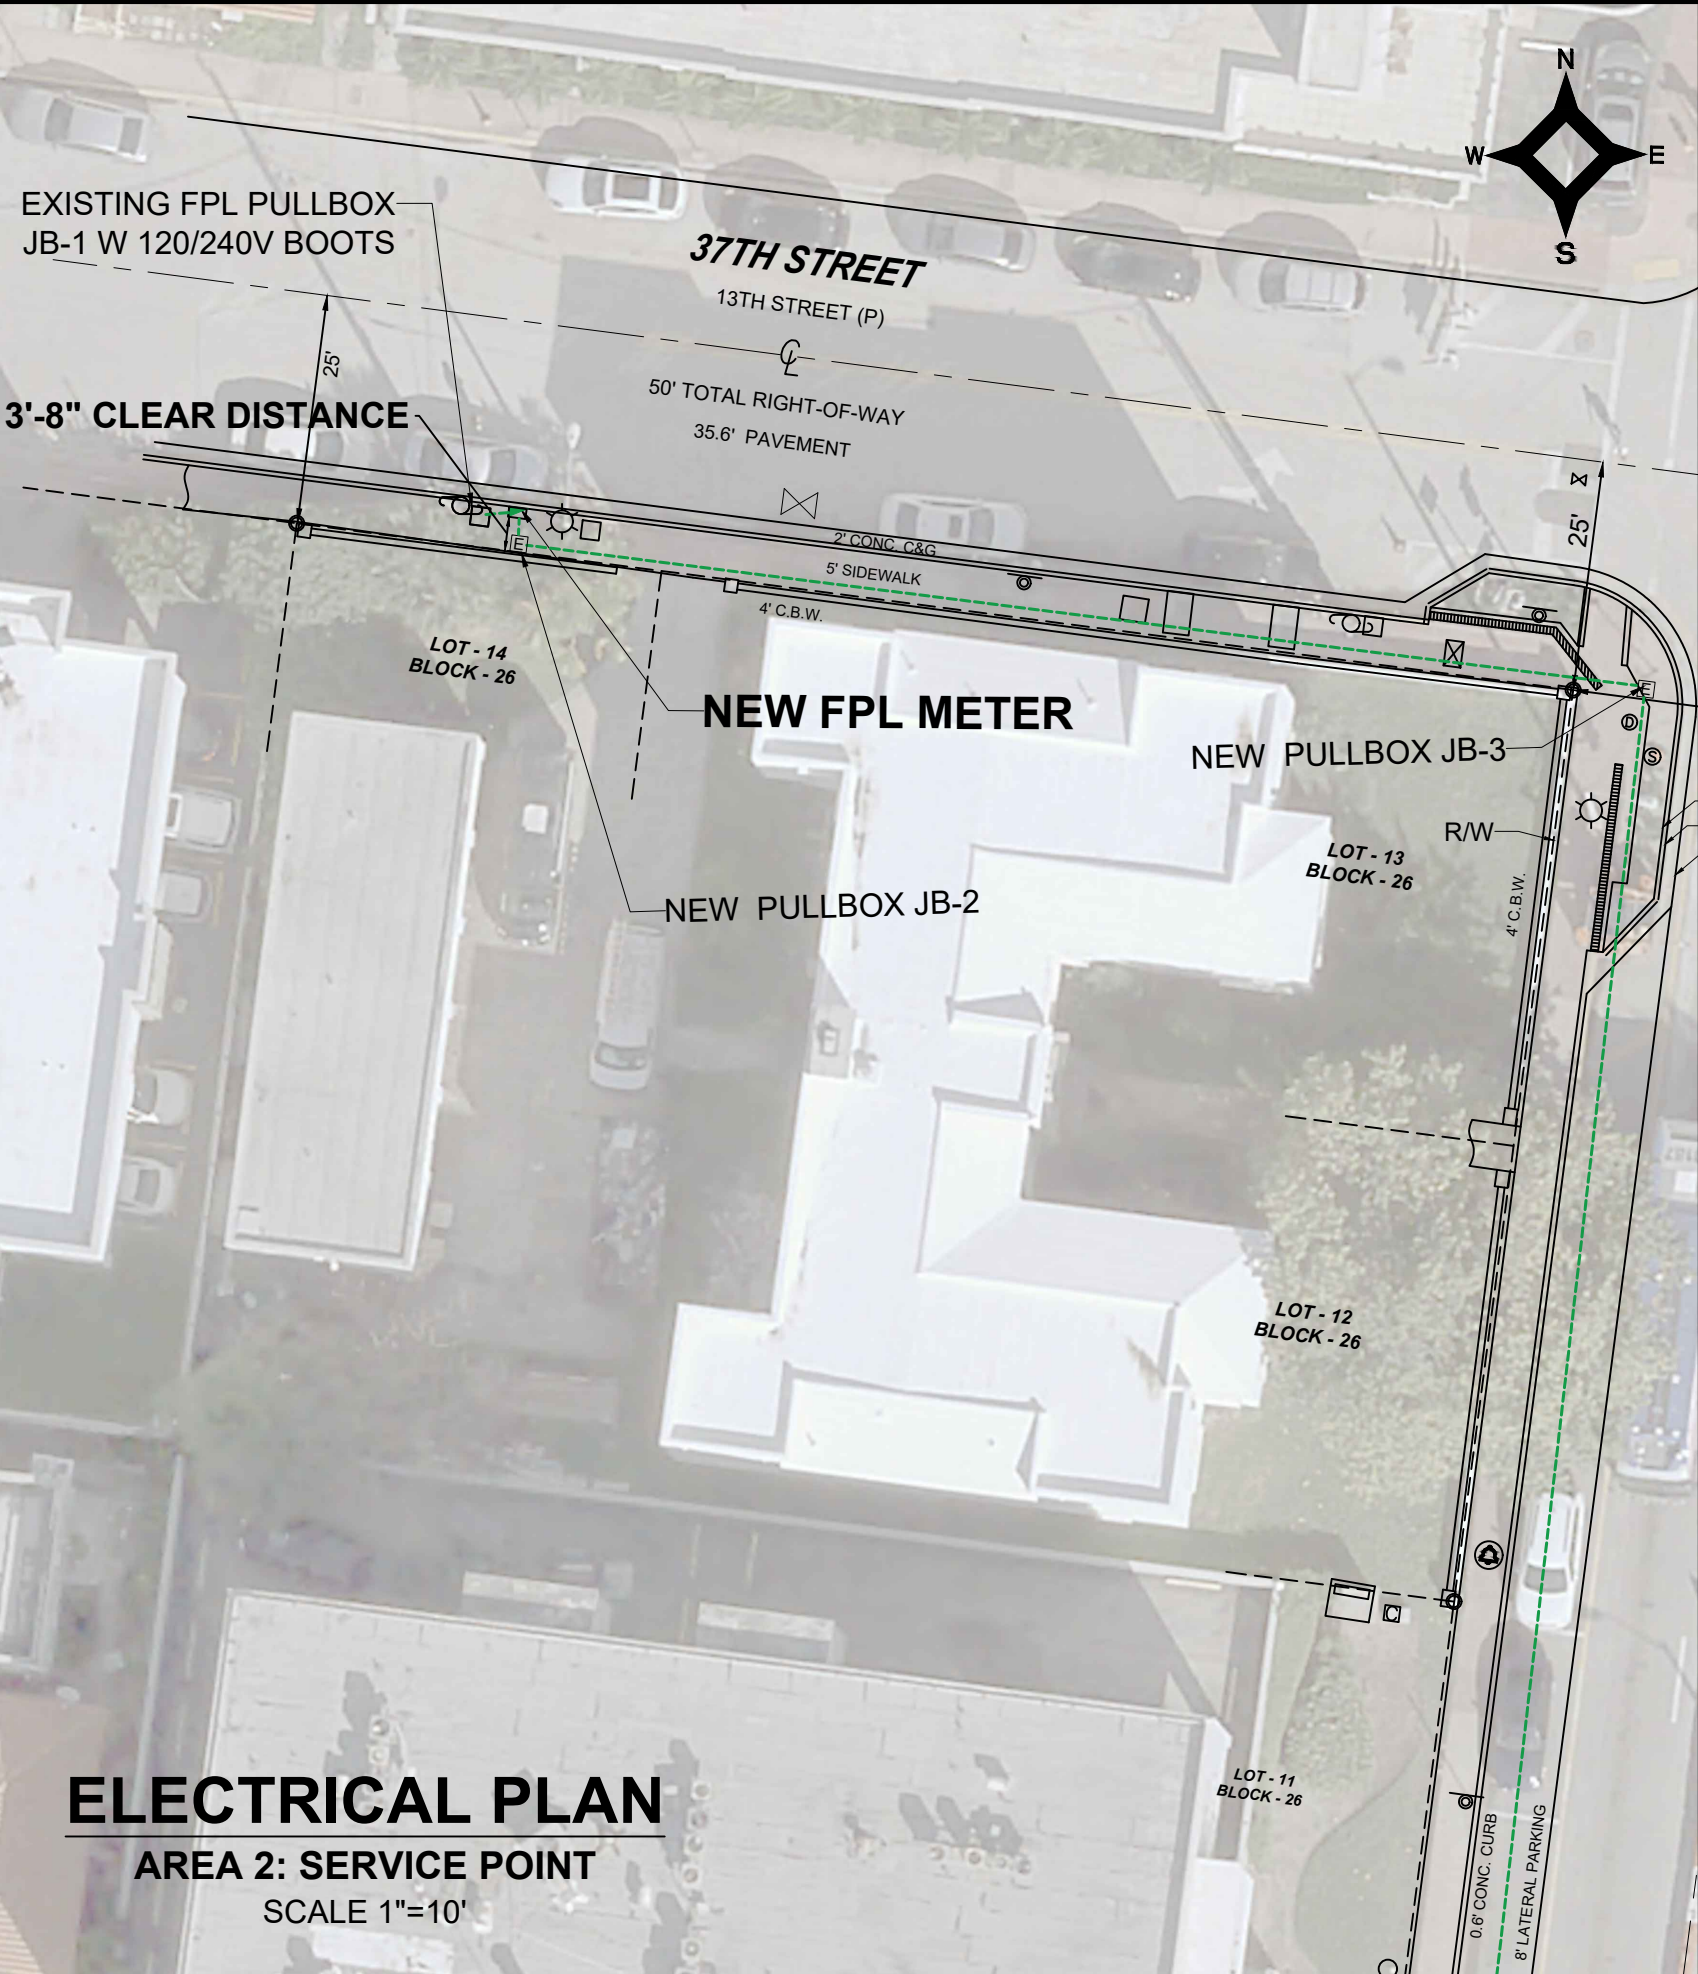 N
W E
S
EXISTING FPL PULLBOX
JB-1 W 120/240V BOOTS
37TH STREET
13TH STREET (P)
CL
25'
50' TOTAL RIGHT-OF-WAY
35.6' PAVEMENT
3'-8" CLEAR DISTANCE
25'
E
2' CONC. C&G
5' SIDEWALK
4' C.B.W.
LOT - 14
BLOCK - 26
NEW FPL METER
E
NEW PULLBOX JB-3
D
S
R/W
LOT - 13
BLOCK - 26
4' C.B.W.
NEW PULLBOX JB-2
LOT - 12
BLOCK - 26
C
LOT - 11
BLOCK - 26
0.6' CONC. CURB
8' LATERAL PARKING
ELECTRICAL PLAN
AREA 2: SERVICE POINT
SCALE 1"=10'